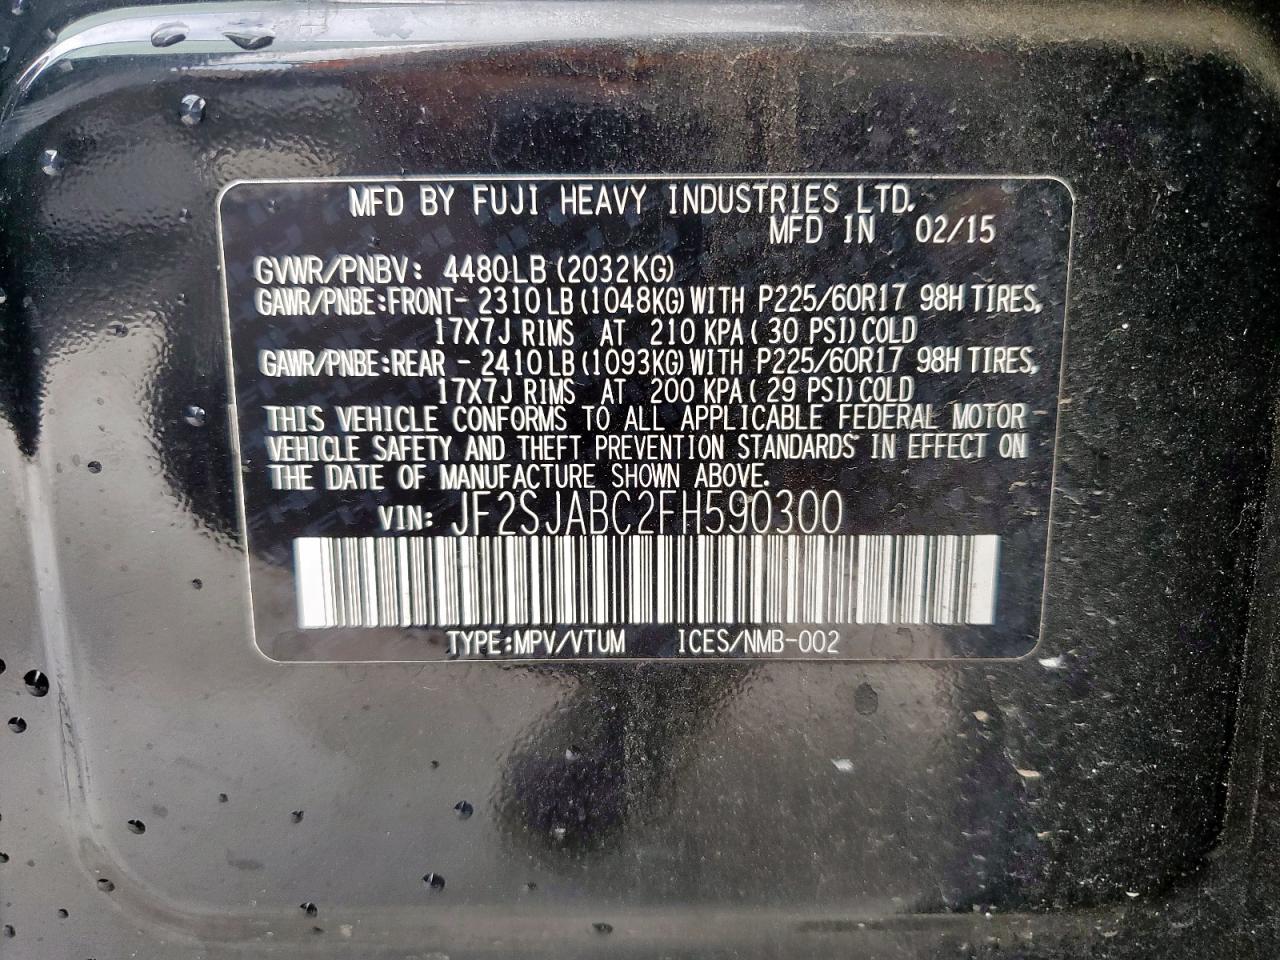 MFD BY FUJI HEAVY INDUSTRIES LTD.
MFD IN 02/15
GVWR/PNBV: 4480LB (2032KG)
GAWR/PNBE:FRONT- 2310LB (1048KG) WITH P225/60R17 98H TIRES,
17X7J RIMS AT 210 KPA ( 30 PSI) COLD
GAWR/PNBE:REAR - 2410LB (1093KG) WITH P225/60R17 98H TIRES,
17X7J RIMS AT 200 KPA ( 29 PSI) COLD
THIS VEHICLE CONFORMS TO ALL APPLICABLE FEDERAL MOTOR
VEHICLE SAFETY AND THEFT PREVENTION STANDARDS IN EFFECT ON
THE DATE OF MANUFACTURE SHOWN ABOVE.
VIN: JF2SJABC2FH590300
TYPE:MPV/VTUM ICES/NMB-002